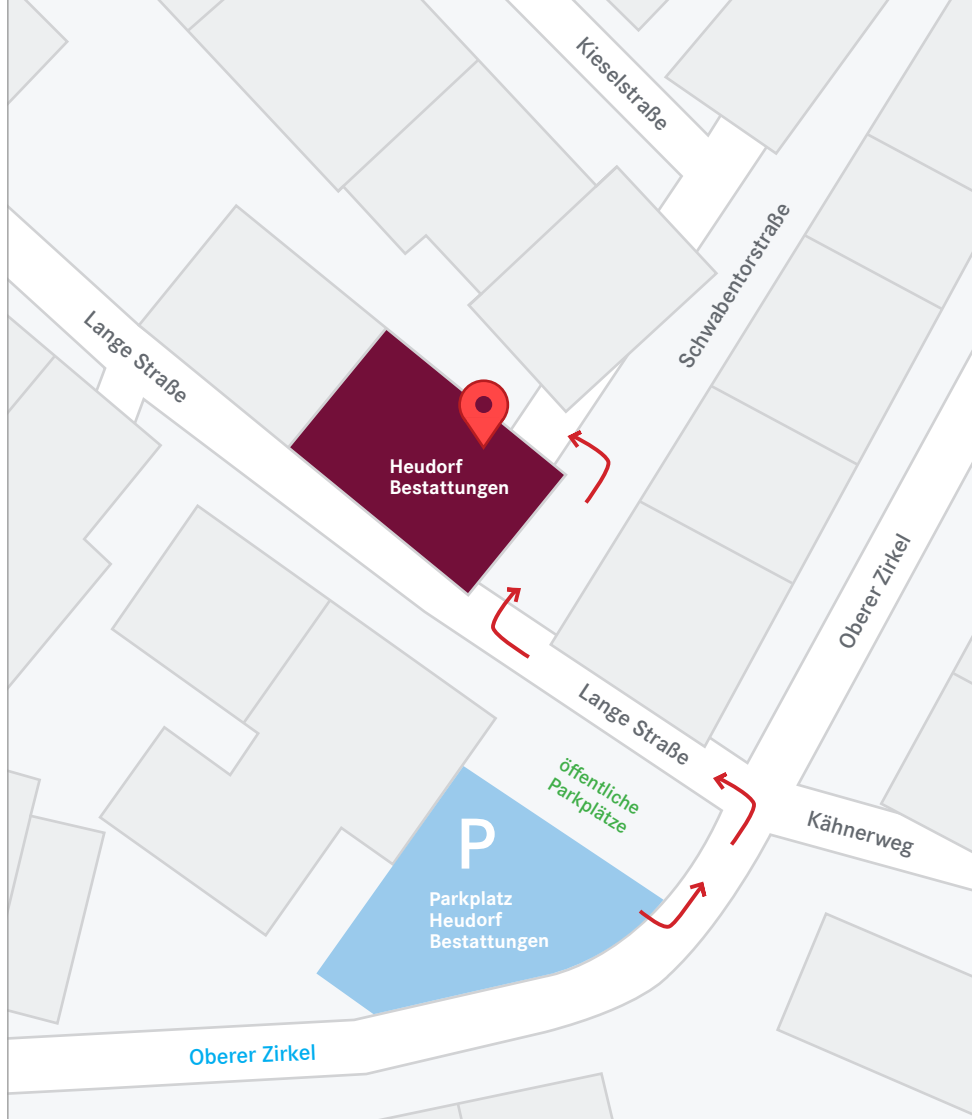 Kieselstraße
Schwabentorstraße
Lange Straße
Heudorf
Bestattungen
Oberer Zirkel
Lange Straße
öffentliche
Parkplätze
Kähnerweg
P
Parkplatz
Heudorf
Bestattungen
Oberer Zirkel